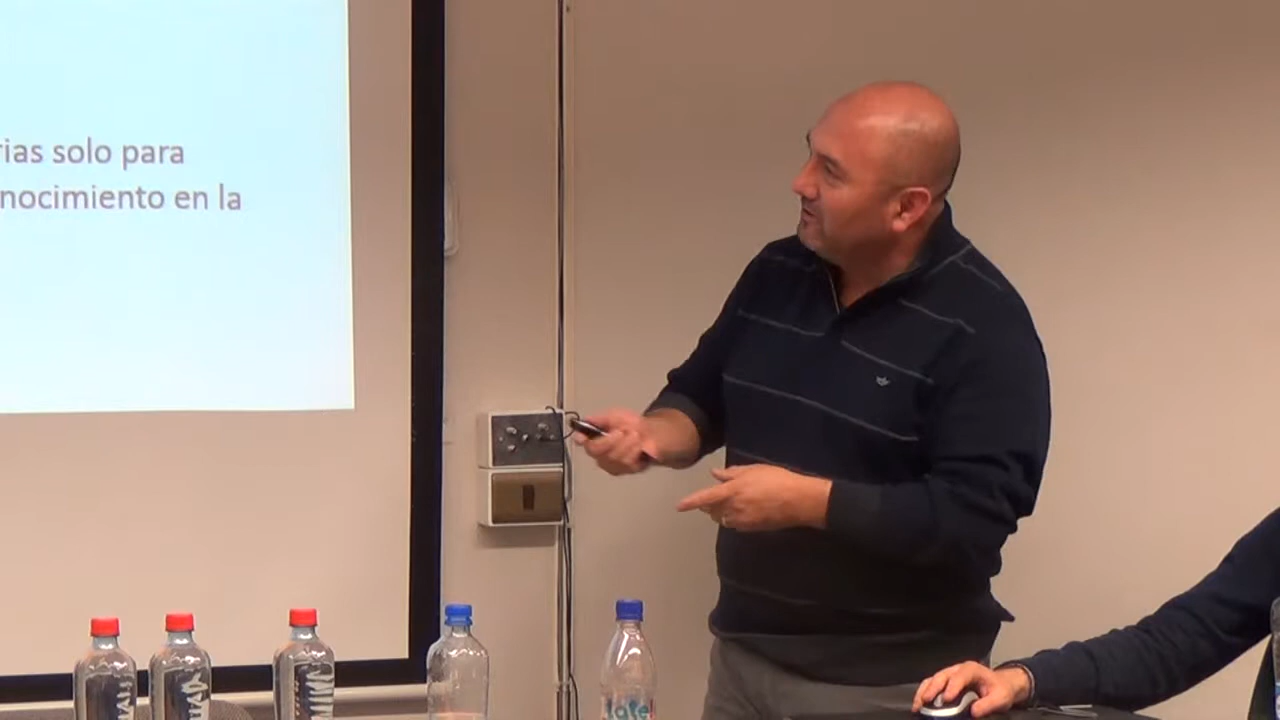 rias solo para
nocimiento en la